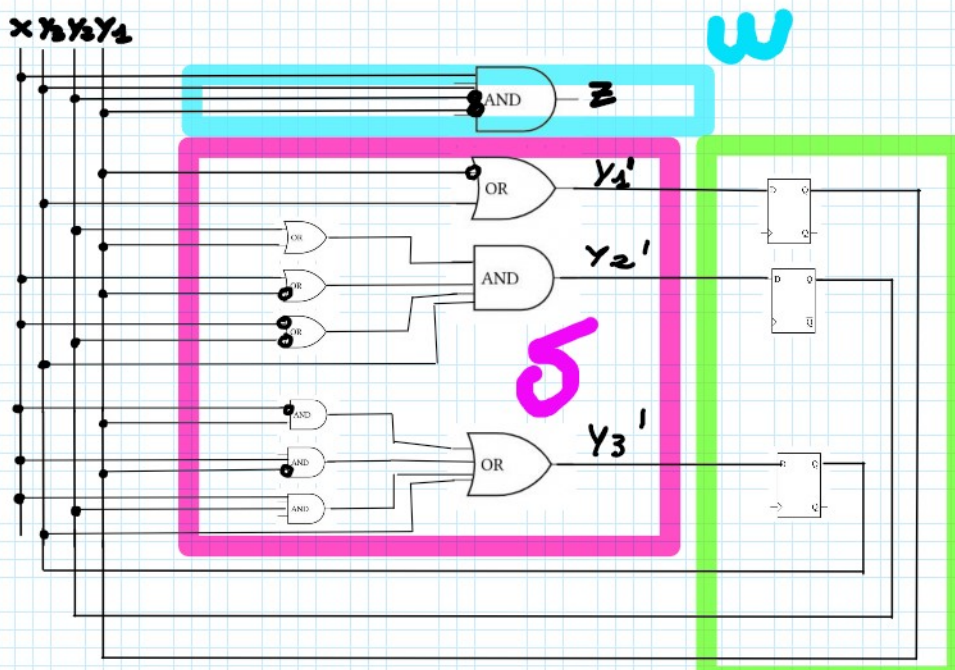 X Y3 Y2 Y1
ω
AND
Z
OR
Y1'
D Q
Q
OR
OR
OR
AND
Y2'
D Q
Q̅
δ
AND
AND
AND
OR
Y3'
D Q
Q